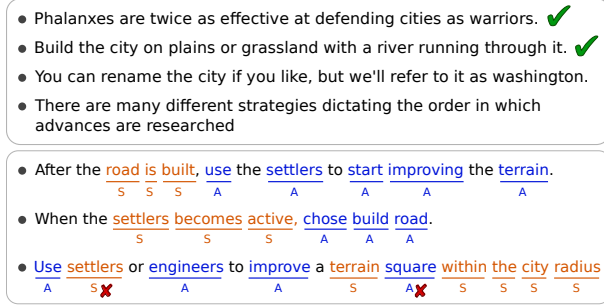 Phalanxes are twice as effective at defending cities as warriors.
Build the city on plains or grassland with a river running through it.
You can rename the city if you like, but we'll refer to it as washington.
There are many different strategies dictating the order in which
advances are researched
After the road is built, use the settlers to start improving the terrain.
S S S A A A A A
When the settlers becomes active, chose build road.
S S S A A A
Use settlers or engineers to improve a terrain square within the city radius
A S A A S A S S S S